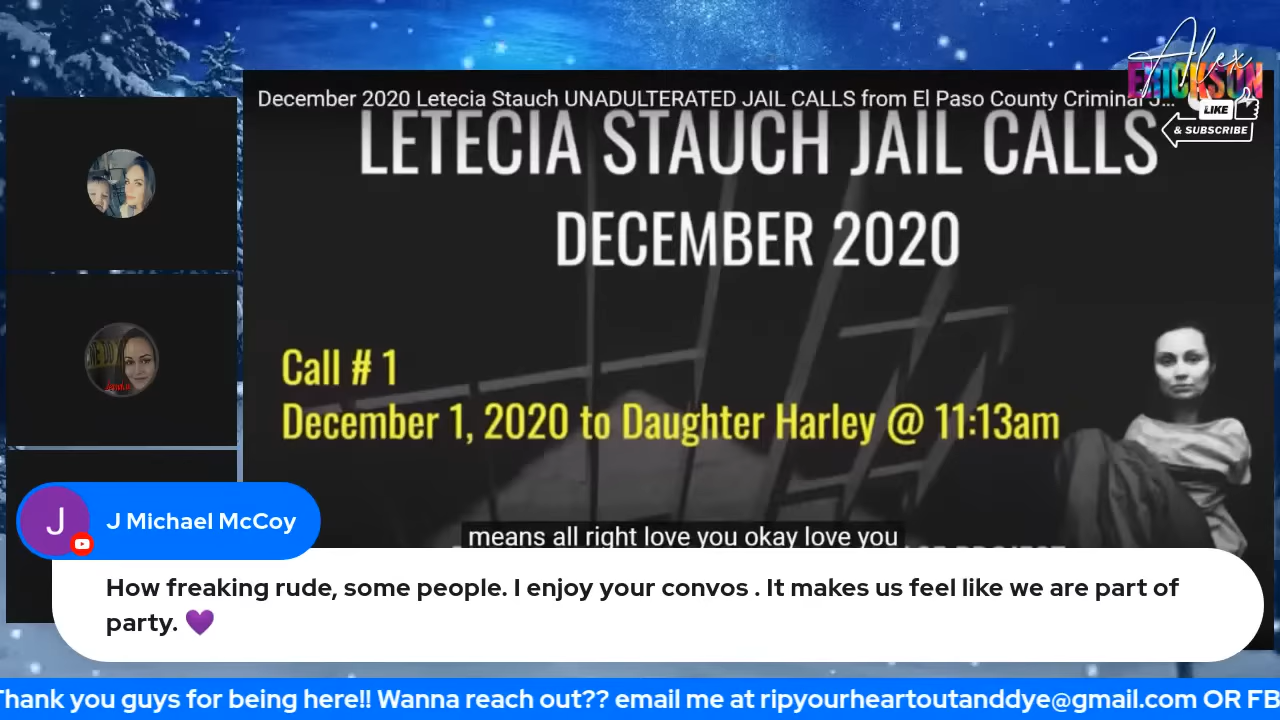 Alex
ERICKSON
LIKE
& SUBSCRIBE
December 2020 Letecia Stauch UNADULTERATED JAIL CALLS from El Paso County Criminal J...
LETECIA STAUCH JAIL CALLS
DECEMBER 2020
Call # 1
December 1, 2020 to Daughter Harley @ 11:13am
means all right love you okay love you
J
J Michael McCoy
How freaking rude, some people. I enjoy your convos . It makes us feel like we are part of
party. 💜
Thank you guys for being here!! Wanna reach out?? email me at ripyourheartoutanddye@gmail.com OR FB